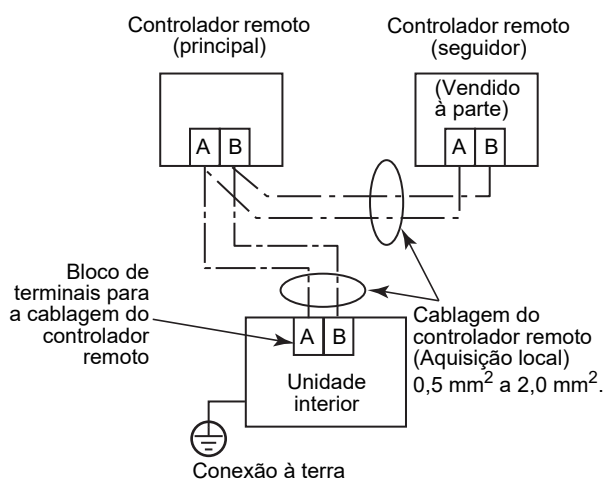 Controlador remoto
(principal)
Controlador remoto
(seguidor)
(Vendido
à parte)
A B
A B
Bloco de
terminais para
a cablagem do
controlador
remoto
A B
Unidade
interior
Cablagem do
controlador remoto
(Aquisição local)
0,5 mm² a 2,0 mm².
Conexão à terra